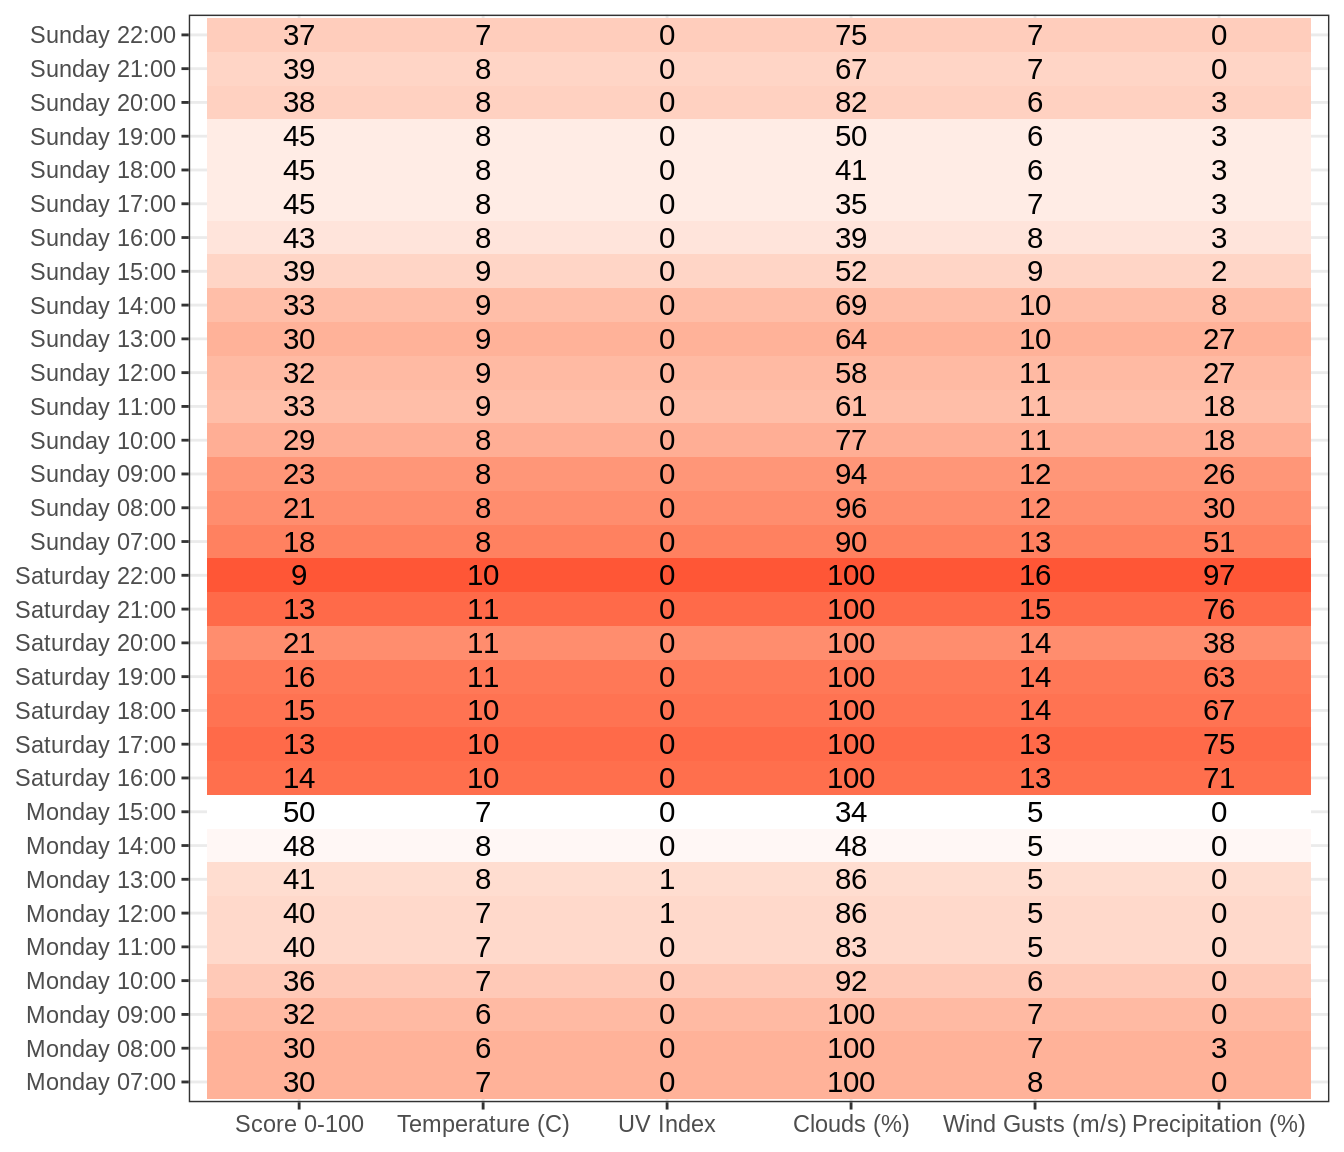 Sunday 22:00 37 7 0 75 7 0
Sunday 21:00 39 8 0 67 7 0
Sunday 20:00 38 8 0 82 6 3
Sunday 19:00 45 8 0 50 6 3
Sunday 18:00 45 8 0 41 6 3
Sunday 17:00 45 8 0 35 7 3
Sunday 16:00 43 8 0 39 8 3
Sunday 15:00 39 9 0 52 9 2
Sunday 14:00 33 9 0 69 10 8
Sunday 13:00 30 9 0 64 10 27
Sunday 12:00 32 9 0 58 11 27
Sunday 11:00 33 9 0 61 11 18
Sunday 10:00 29 8 0 77 11 18
Sunday 09:00 23 8 0 94 12 26
Sunday 08:00 21 8 0 96 12 30
Sunday 07:00 18 8 0 90 13 51
Saturday 22:00 9 10 0 100 16 97
Saturday 21:00 13 11 0 100 15 76
Saturday 20:00 21 11 0 100 14 38
Saturday 19:00 16 11 0 100 14 63
Saturday 18:00 15 10 0 100 14 67
Saturday 17:00 13 10 0 100 13 75
Saturday 16:00 14 10 0 100 13 71
Monday 15:00 50 7 0 34 5 0
Monday 14:00 48 8 0 48 5 0
Monday 13:00 41 8 1 86 5 0
Monday 12:00 40 7 1 86 5 0
Monday 11:00 40 7 0 83 5 0
Monday 10:00 36 7 0 92 6 0
Monday 09:00 32 6 0 100 7 0
Monday 08:00 30 6 0 100 7 3
Monday 07:00 30 7 0 100 8 0
Score 0-100 Temperature (C) UV Index Clouds (%) Wind Gusts (m/s) Precipitation (%)